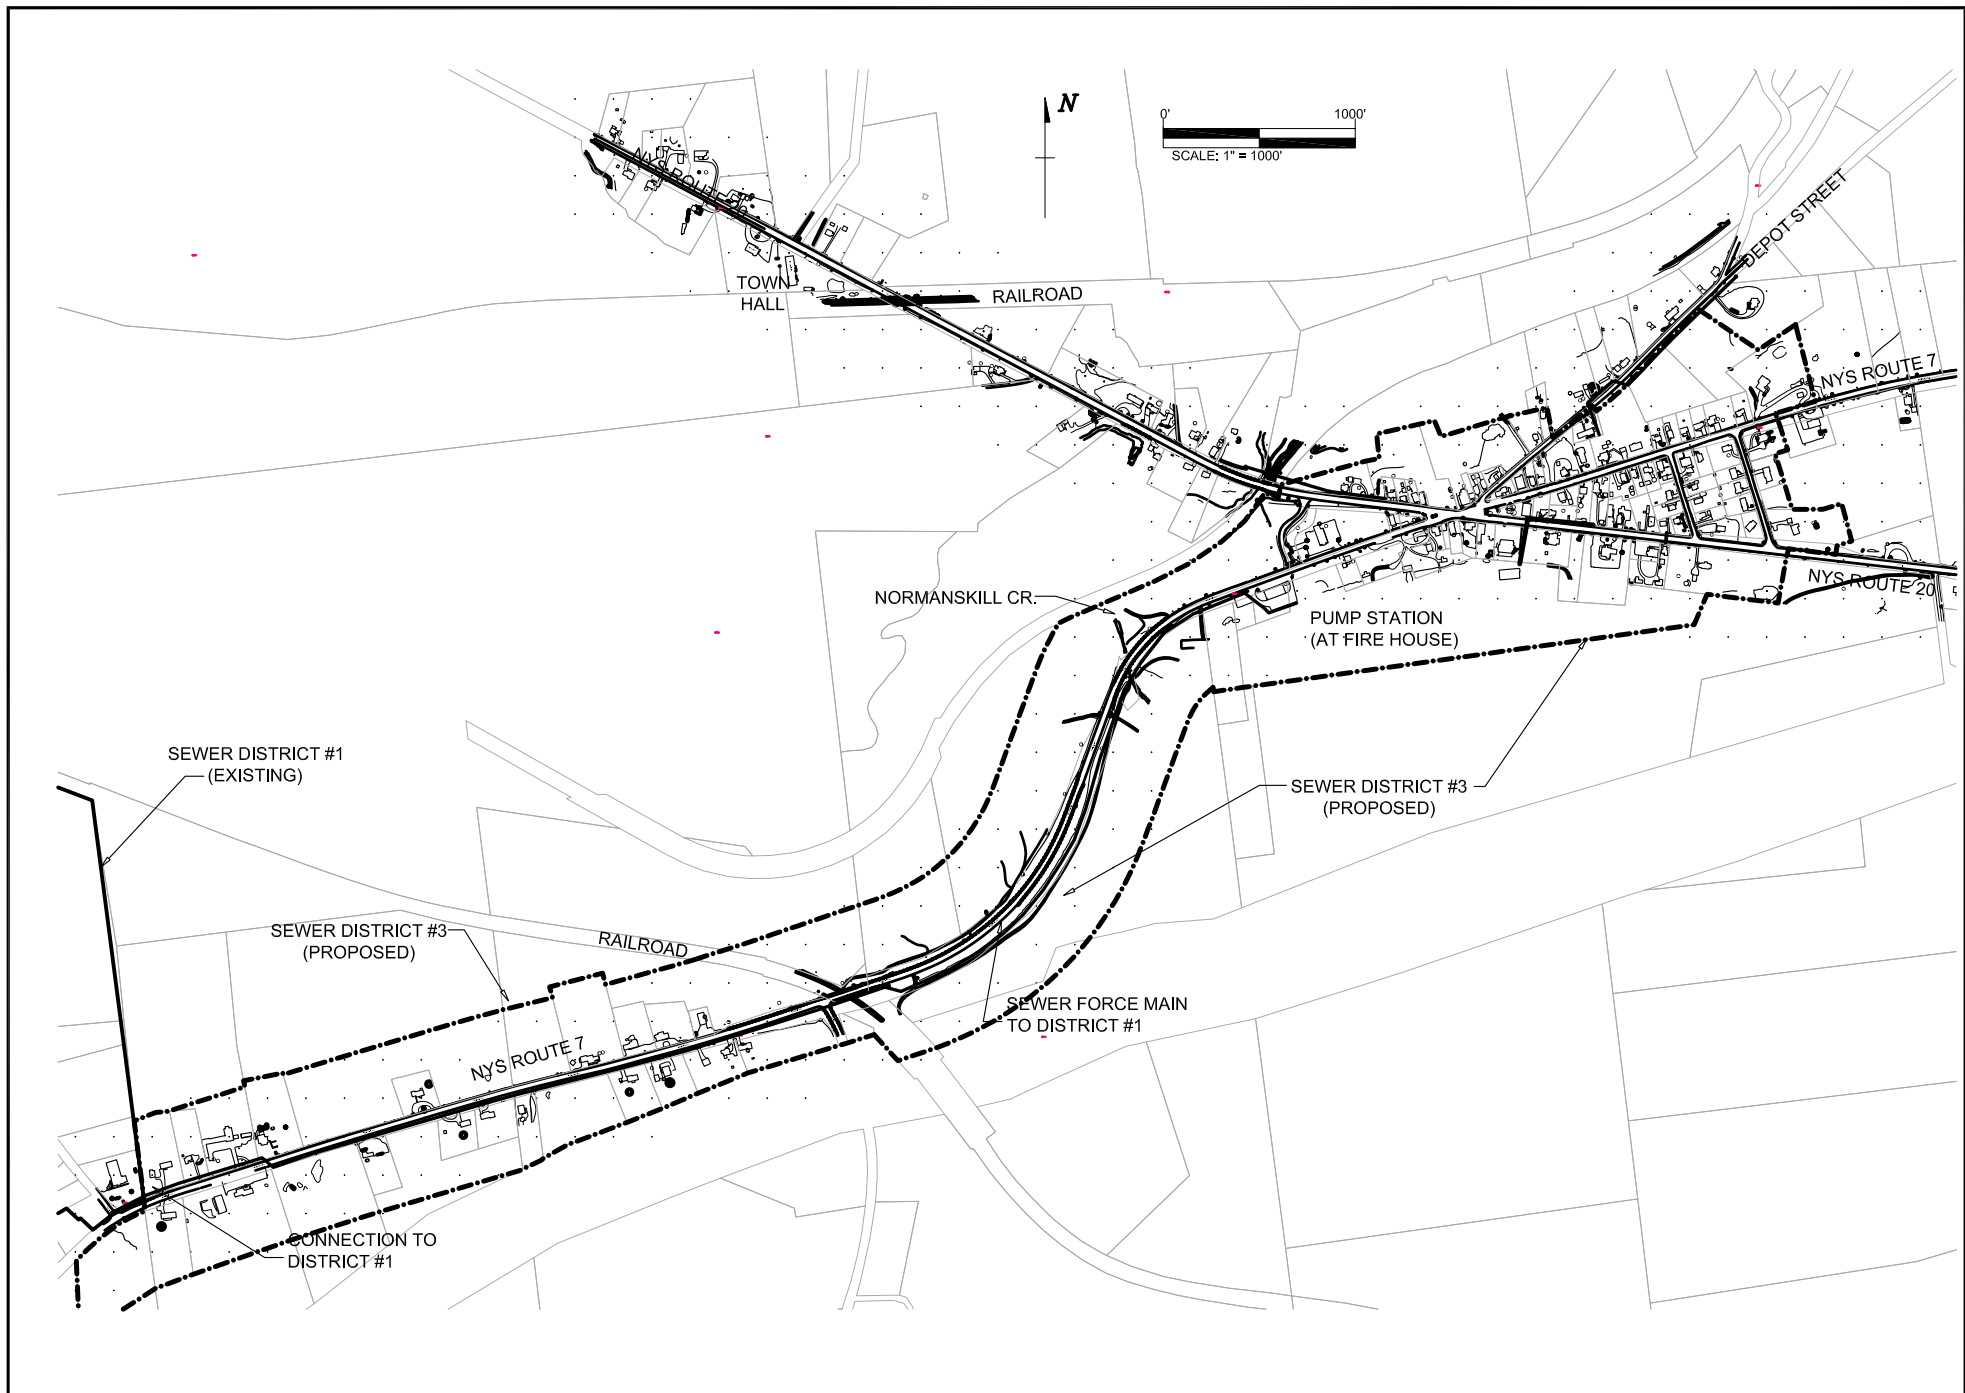 N
0' 1000'
SCALE: 1" = 1000'
NYS ROUT
DEPOT STREET
TOWN
HALL
RAILROAD
NYS ROUTE 7
NYS ROUTE 20
NORMANSKILL CR.
PUMP STATION
(AT FIRE HOUSE)
SEWER DISTRICT #1
(EXISTING)
SEWER DISTRICT #3
(PROPOSED)
SEWER DISTRICT #3
(PROPOSED)
RAILROAD
SEWER FORCE MAIN
TO DISTRICT #1
NYS ROUTE 7
CONNECTION TO
DISTRICT #1